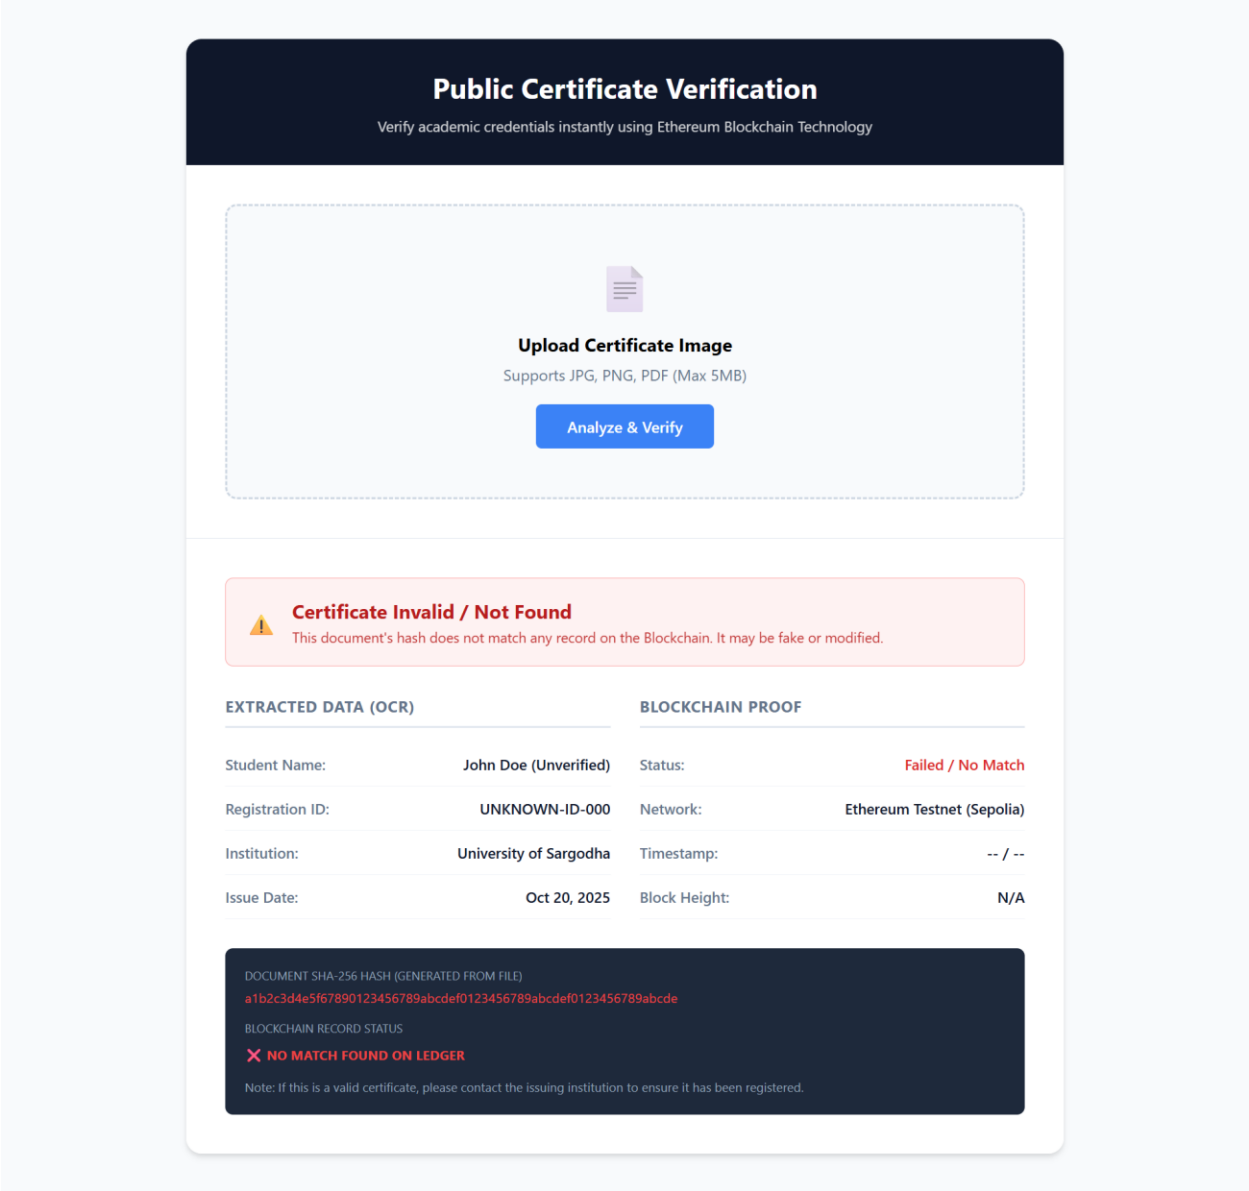 Public Certificate Verification
Verify academic credentials instantly using Ethereum Blockchain Technology
Upload Certificate Image
Supports JPG, PNG, PDF (Max 5MB)
Analyze & Verify
Certificate Invalid / Not Found
This document's hash does not match any record on the Blockchain. It may be fake or modified.
EXTRACTED DATA (OCR)
Student Name: John Doe (Unverified)
Registration ID: UNKNOWN-ID-000
Institution: University of Sargodha
Issue Date: Oct 20, 2025
BLOCKCHAIN PROOF
Status: Failed / No Match
Network: Ethereum Testnet (Sepolia)
Timestamp: -- / --
Block Height: N/A
DOCUMENT SHA-256 HASH (GENERATED FROM FILE)
a1b2c3d4e5f67890123456789abcdef0123456789abcdef0123456789abcde
BLOCKCHAIN RECORD STATUS
❌ NO MATCH FOUND ON LEDGER
Note: If this is a valid certificate, please contact the issuing institution to ensure it has been registered.